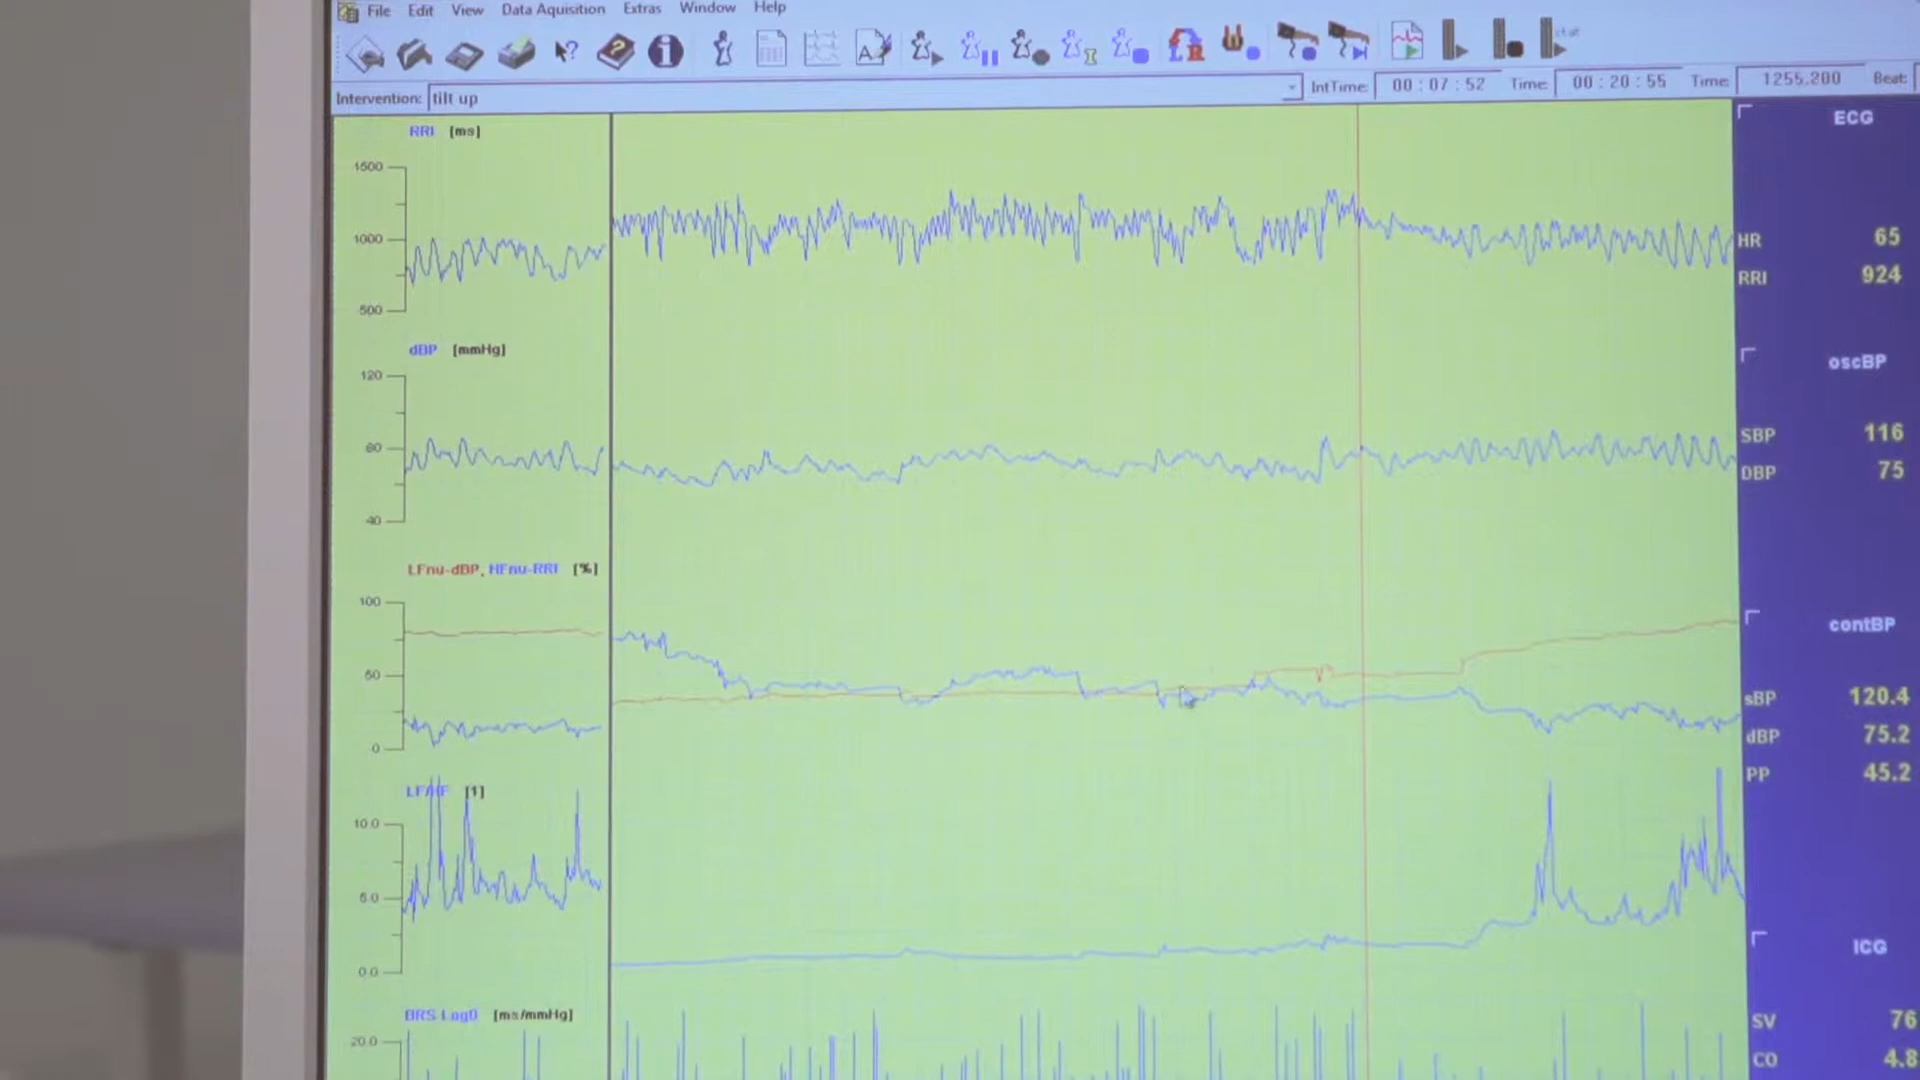 File Edit View Data Aquisition Extras Window Help
Intervention: tilt up IntTime: 00 : 07 : 52 Time: 00 : 20 : 55 Time: 1255.200 Beat:
RRI [ms]
1500
1000
500
dBP [mmHg]
120
80
40
LFnu-dBP, HFnu-RRI [%]
100
50
0
LF/HF [1]
10.0
5.0
0.0
BRS Log0 [ms/mmHg]
20.0
ECG
HR 65
RRI 924
oscBP
SBP 116
DBP 75
contBP
sBP 120.4
dBP 75.2
PP 45.2
ICG
SV 76
CO 4.8